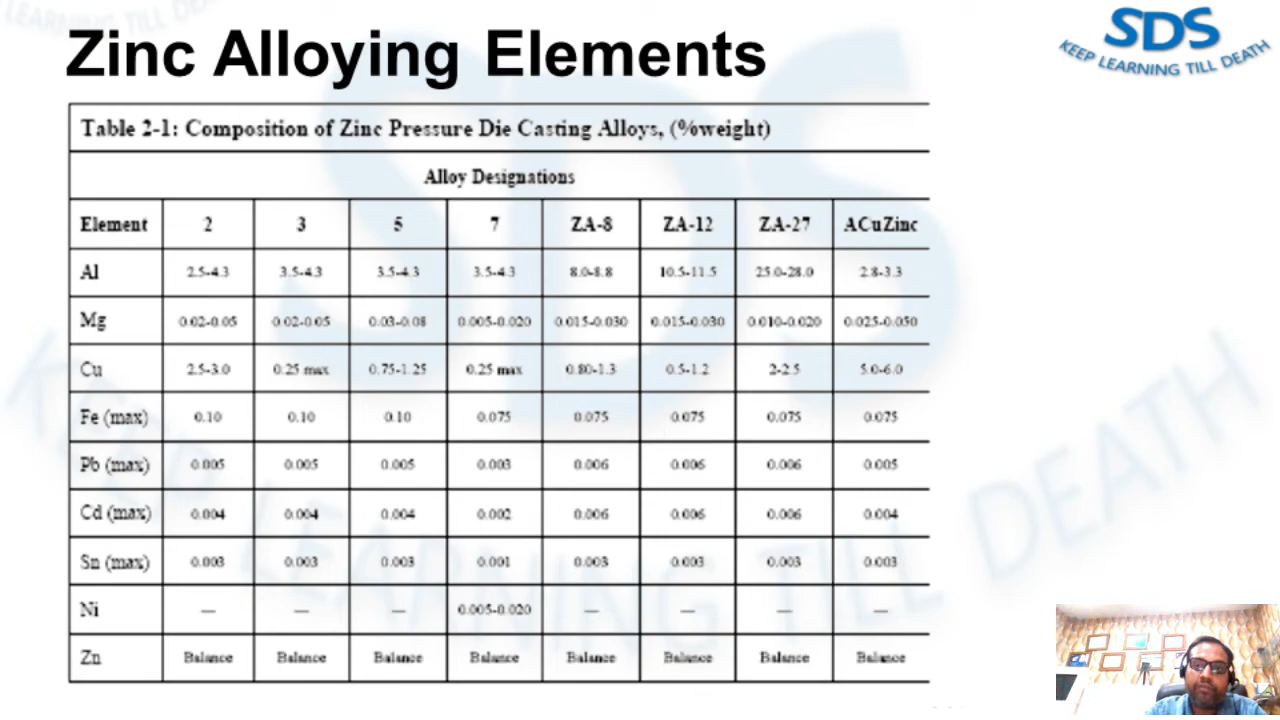 Zinc Alloying Elements
SDS
KEEP LEARNING TILL DEATH
Table 2-1: Composition of Zinc Pressure Die Casting Alloys, (%weight)
Alloy Designations
Element 2 3 5 7 ZA-8 ZA-12 ZA-27 ACuZinc
Al 2.5-4.3 3.5-4.3 3.5-4.3 3.5-4.3 8.0-8.8 10.5-11.5 25.0-28.0 2.8-3.3
Mg 0.02-0.05 0.02-0.05 0.03-0.08 0.005-0.020 0.015-0.030 0.015-0.030 0.010-0.020 0.025-0.050
Cu 2.5-3.0 0.25 max 0.75-1.25 0.25 max 0.80-1.3 0.5-1.2 2-2.5 5.0-6.0
Fe (max) 0.10 0.10 0.10 0.075 0.075 0.075 0.075 0.075
Pb (max) 0.005 0.005 0.005 0.003 0.006 0.006 0.006 0.005
Cd (max) 0.004 0.004 0.004 0.002 0.006 0.006 0.006 0.004
Sn (max) 0.003 0.003 0.003 0.001 0.003 0.003 0.003 0.003
Ni — — — 0.005-0.020 — — — —
Zn Balance Balance Balance Balance Balance Balance Balance Balance
SDS
KEEP LEARNING TILL DEATH
LEARNING TILL DE